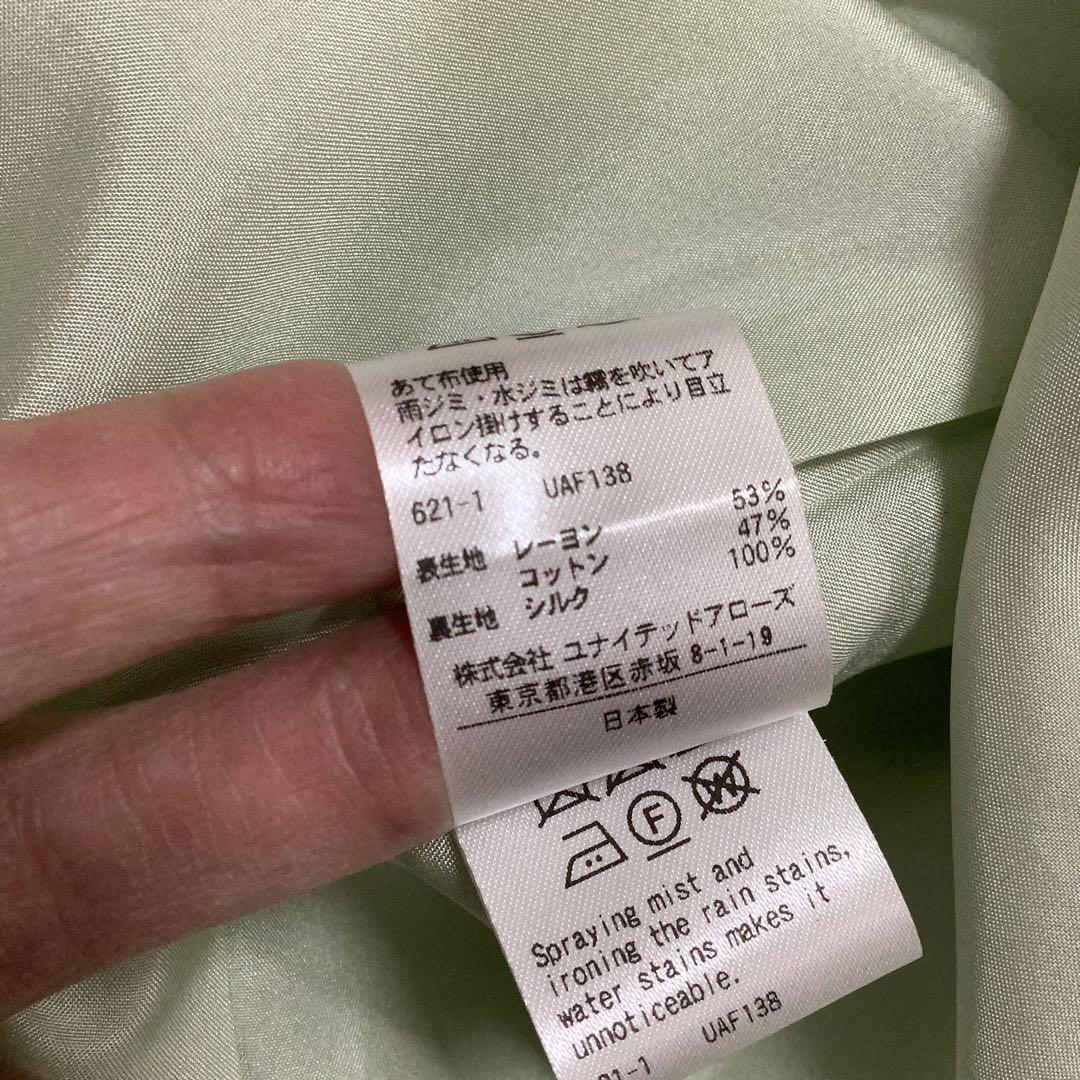 あて布使用
雨ジミ・水ジミは霧を吹いてア
イロン掛けすることにより目立
たなくなる。
621-1 UAF138
表生地 レーヨン 53%
コットン 47%
裏生地 シルク 100%
株式会社 ユナイテッドアローズ
東京都港区赤坂 8-1-19
日本製
F W
Spraying mist and
ironing the rain stains,
water stains makes it
unnoticeable.
21-1 UAF138